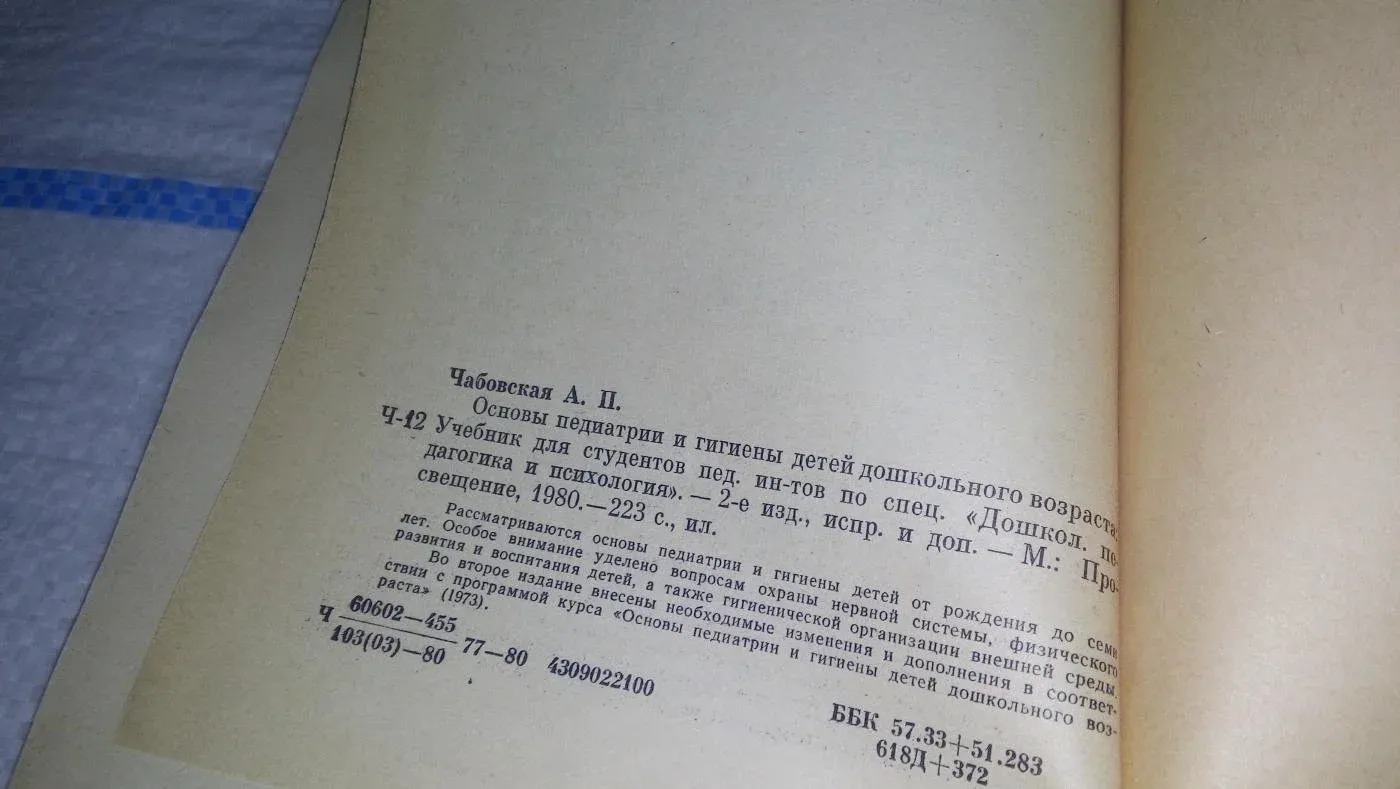 Чабовская А. П.
Основы педиатрии и гигиены детей дошкольного возраста:
Ч-12 Учебник для студентов пед. ин-тов по спец. «Дошкол. пе-
дагогика и психология». — 2-е изд., испр. и доп. — М.: Про-
свещение, 1980.—223 с., ил.
Рассматриваются основы педиатрии и гигиены детей от рождения до семи
лет. Особое внимание уделено вопросам охраны нервной системы, физического
развития и воспитания детей, а также гигиенической организации внешней среды.
Во второе издание внесены необходимые изменения и дополнения в соответ-
ствии с программой курса «Основы педиатрии и гигиены детей дошкольного воз-
раста» (1973).
Ч 60602—455
103(03)—80 77—80 4309022100
ББК 57.33+51.283
618Д+372